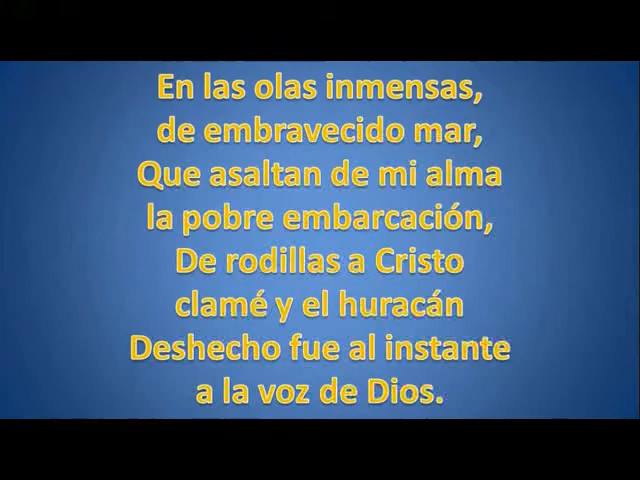 En las olas inmensas,
de embravecido mar,
Que asaltan de mi alma
la pobre embarcación,
De rodillas a Cristo
clamé y el huracán
Deshecho fue al instante
a la voz de Dios.